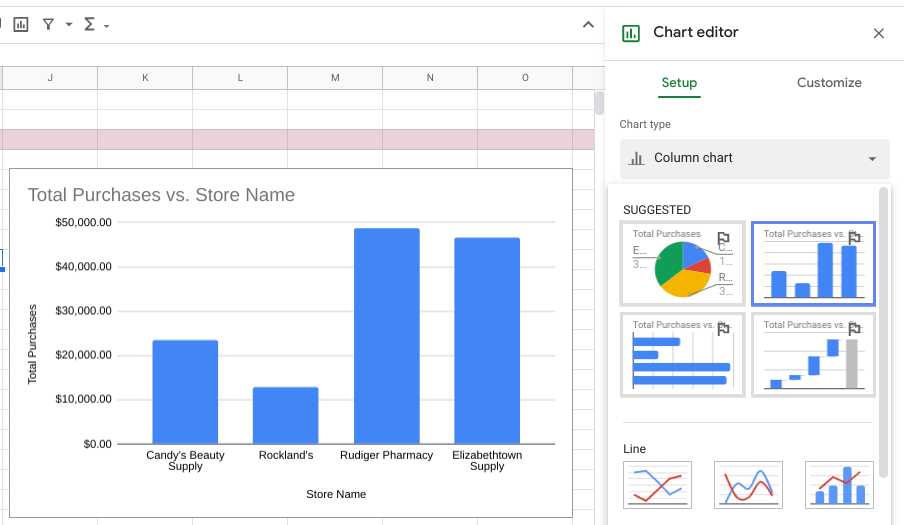 Σ
Chart editor
J K L M N O
Setup Customize
Chart type
Column chart
Total Purchases vs. Store Name
$50,000.00
$40,000.00
$30,000.00
$20,000.00
$10,000.00
$0.00
Total Purchases
Candy's Beauty
Supply
Rockland's
Rudiger Pharmacy
Elizabethtown
Supply
Store Name
SUGGESTED
Total Purchases
E...
3...
C...
1...
R...
3...
Total Purchases vs. St...
Total Purchases vs. St...
Total Purchases vs. St...
Line